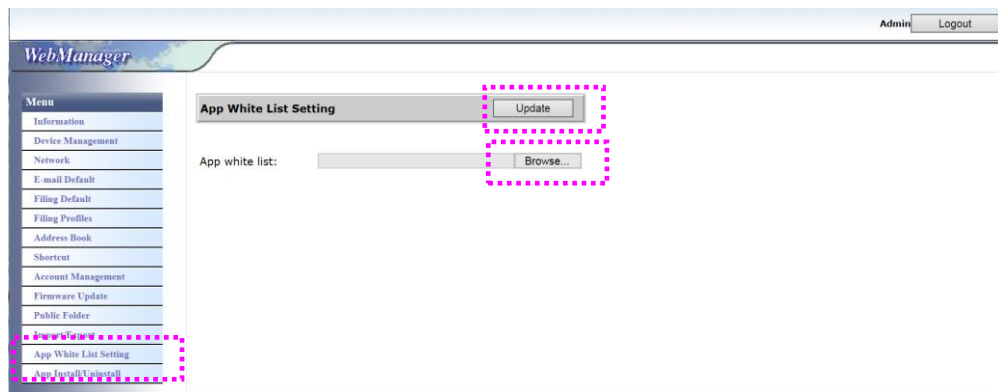 Admin Logout
WebManager
Menu
Information
Device Management
Network
E-mail Default
Filing Default
Filing Profiles
Address Book
Shortcut
Account Management
Firmware Update
Public Folder
Import/Export
App White List Setting
App Install/Uninstall
App White List Setting Update
App white list: Browse...